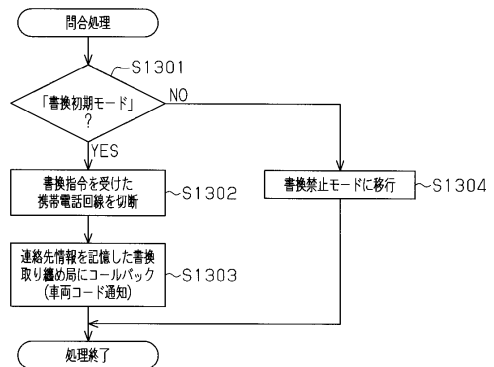 問合処理
S1301
「書換初期モード」
?
NO
YES
書換指令を受けた
携帯電話回線を切断
S1302
書換禁止モードに移行
S1304
連絡先情報を記憶した書換
取り纏め局にコールバック
(車両コード通知)
S1303
処理終了